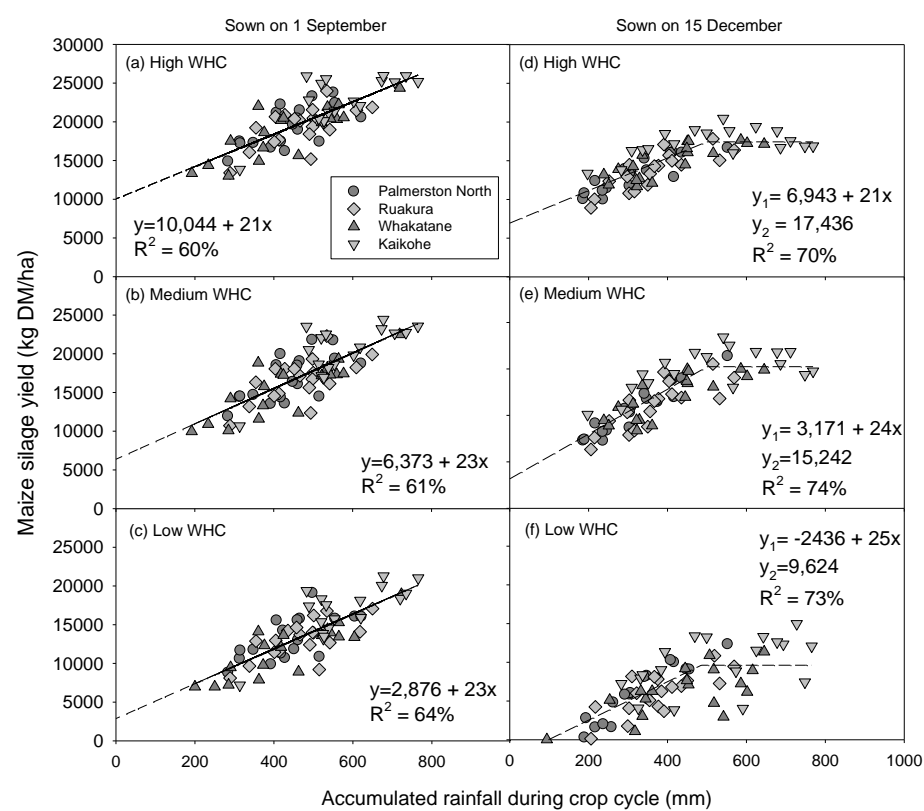 Sown on 1 September
Sown on 15 December
Maize silage yield (kg DM/ha)
30000
25000
20000
15000
10000
5000
0
(a) High WHC
y=10,044 + 21x
R² = 60%
Palmerston North
Ruakura
Whakatane
Kaikohe
(d) High WHC
y₁= 6,943 + 21x
y₂ = 17,436
R² = 70%
25000
20000
15000
10000
5000
0
(b) Medium WHC
y=6,373 + 23x
R² = 61%
(e) Medium WHC
y₁= 3,171 + 24x
y₂=15,242
R² = 74%
25000
20000
15000
10000
5000
0
(c) Low WHC
y=2,876 + 23x
R² = 64%
(f) Low WHC
y₁= -2436 + 25x
y₂=9,624
R² = 73%
0 200 400 600 800
0 200 400 600 800 1000
Accumulated rainfall during crop cycle (mm)